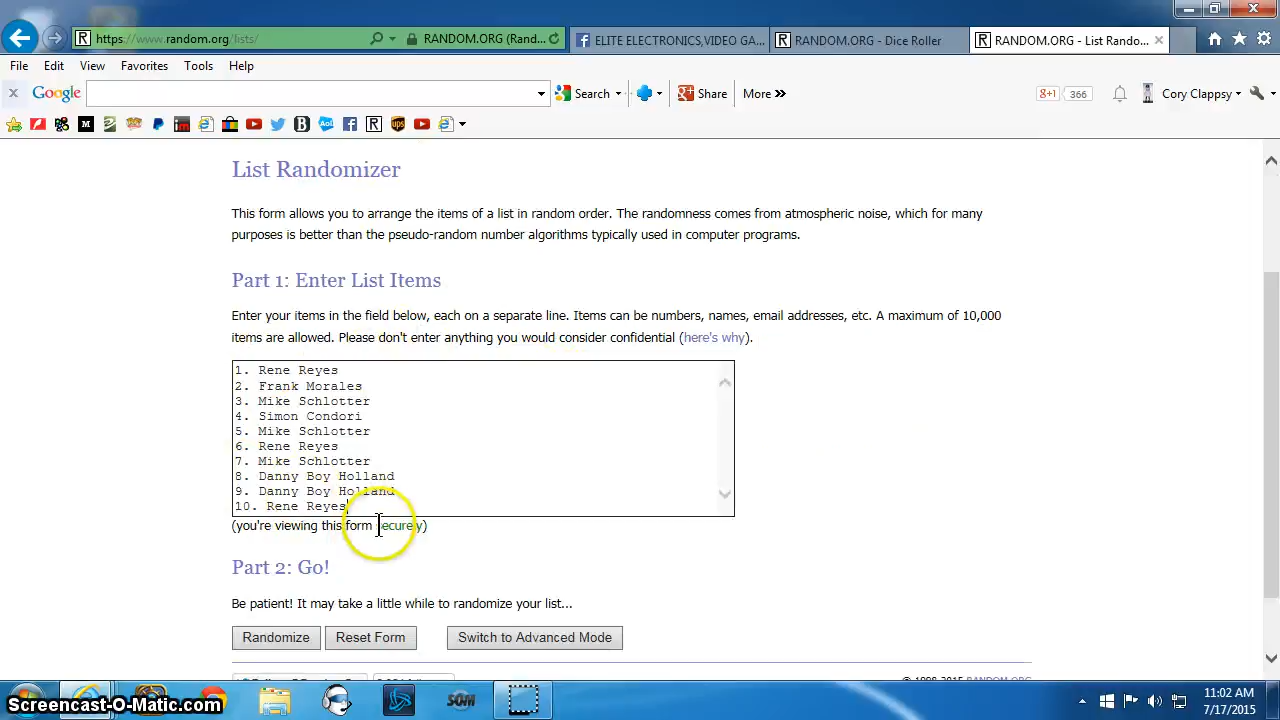 https://www.random.org/lists/
RANDOM.ORG (Rand...
ELITE ELECTRONICS,VIDEO GA...
RANDOM.ORG - Dice Roller
RANDOM.ORG - List Rando...
File Edit View Favorites Tools Help
Google
Search
Share
More »
g+1 366
Cory Clappsy
List Randomizer
This form allows you to arrange the items of a list in random order. The randomness comes from atmospheric noise, which for many
purposes is better than the pseudo-random number algorithms typically used in computer programs.
Part 1: Enter List Items
Enter your items in the field below, each on a separate line. Items can be numbers, names, email addresses, etc. A maximum of 10,000
items are allowed. Please don't enter anything you would consider confidential (here's why).
1. Rene Reyes
2. Frank Morales
3. Mike Schlotter
4. Simon Condori
5. Mike Schlotter
6. Rene Reyes
7. Mike Schlotter
8. Danny Boy Holland
9. Danny Boy Holland
10. Rene Reyes
(you're viewing this form securely)
Part 2: Go!
Be patient! It may take a little while to randomize your list...
Randomize
Reset Form
Switch to Advanced Mode
RANDOM.ORG
Screencast-O-Matic.com
SOM
11:02 AM
7/17/2015